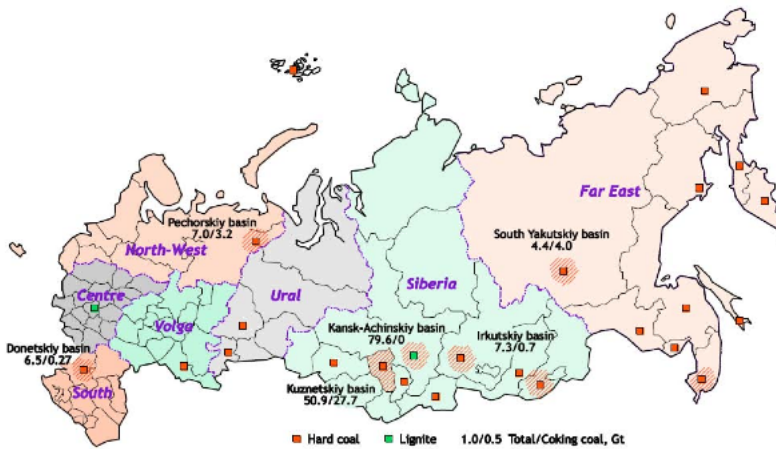 Far East
Pechorskiy basin
7.0/3.2
North-West
South Yakutskiy basin
4.4/4.0
Siberia
Centre
Ural
Volga
Kansk-Achinskiy basin
79.6/0
Irkutskiy basin
7.3/0.7
Donetskiy basin
6.5/0.27
South
Kuznetskiy basin
50.9/27.7
Hard coal
Lignite
1.0/0.5 Total/Coking coal, Gt